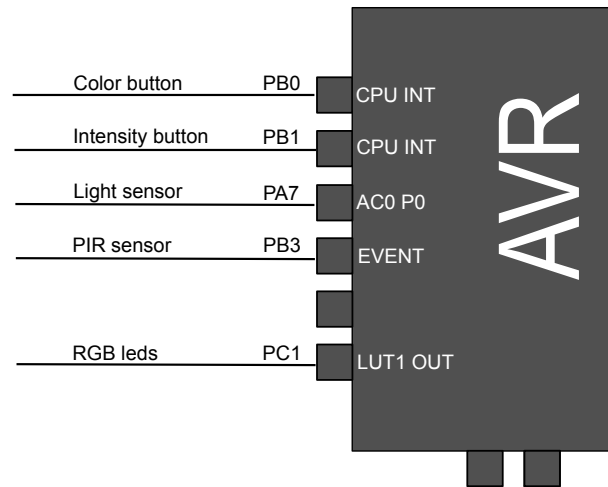 Color button PB0 CPU INT
Intensity button PB1 CPU INT
Light sensor PA7 AC0 P0
PIR sensor PB3 EVENT
RGB leds PC1 LUT1 OUT
AVR